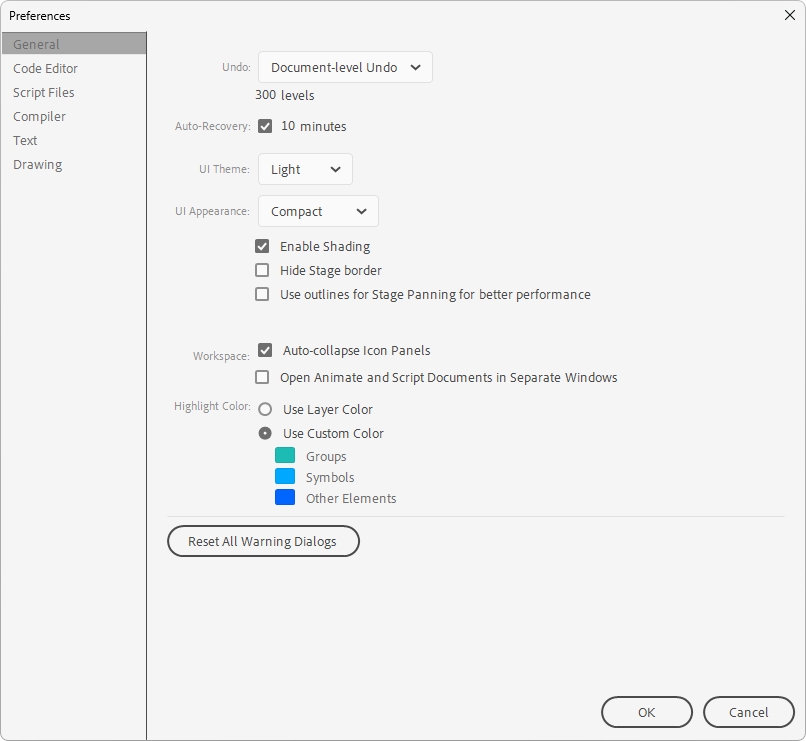 Preferences
General
Code Editor
Script Files
Compiler
Text
Drawing
Undo: Document-level Undo
300 levels
Auto-Recovery: 10 minutes
UI Theme: Light
UI Appearance: Compact
Enable Shading
Hide Stage border
Use outlines for Stage Panning for better performance
Workspace: Auto-collapse Icon Panels
Open Animate and Script Documents in Separate Windows
Highlight Color: Use Layer Color
Use Custom Color
Groups
Symbols
Other Elements
Reset All Warning Dialogs
OK Cancel